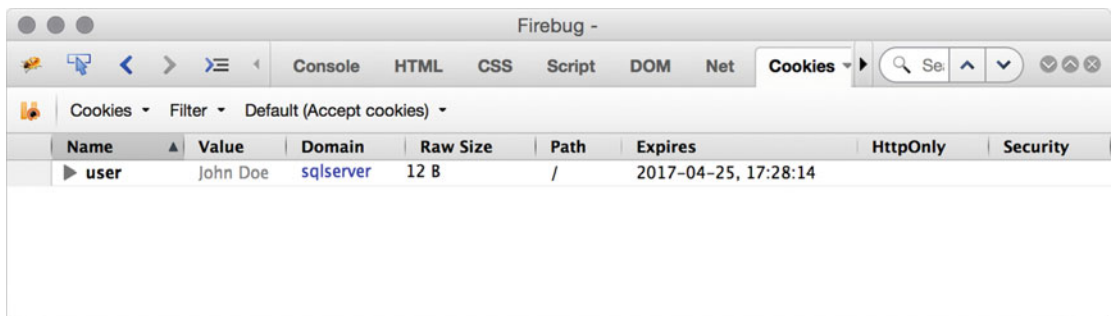 Firebug -
Console HTML CSS Script DOM Net Cookies Se
Cookies Filter Default (Accept cookies)
Name Value Domain Raw Size Path Expires HttpOnly Security
user John Doe sqlserver 12 B / 2017-04-25, 17:28:14